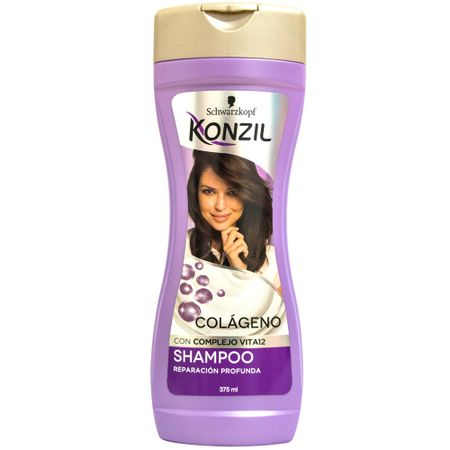 Schwarzkopf
KONZIL
COLÁGENO
CON COMPLEJO VITA12
SHAMPOO
REPARACIÓN PROFUNDA
375 ml